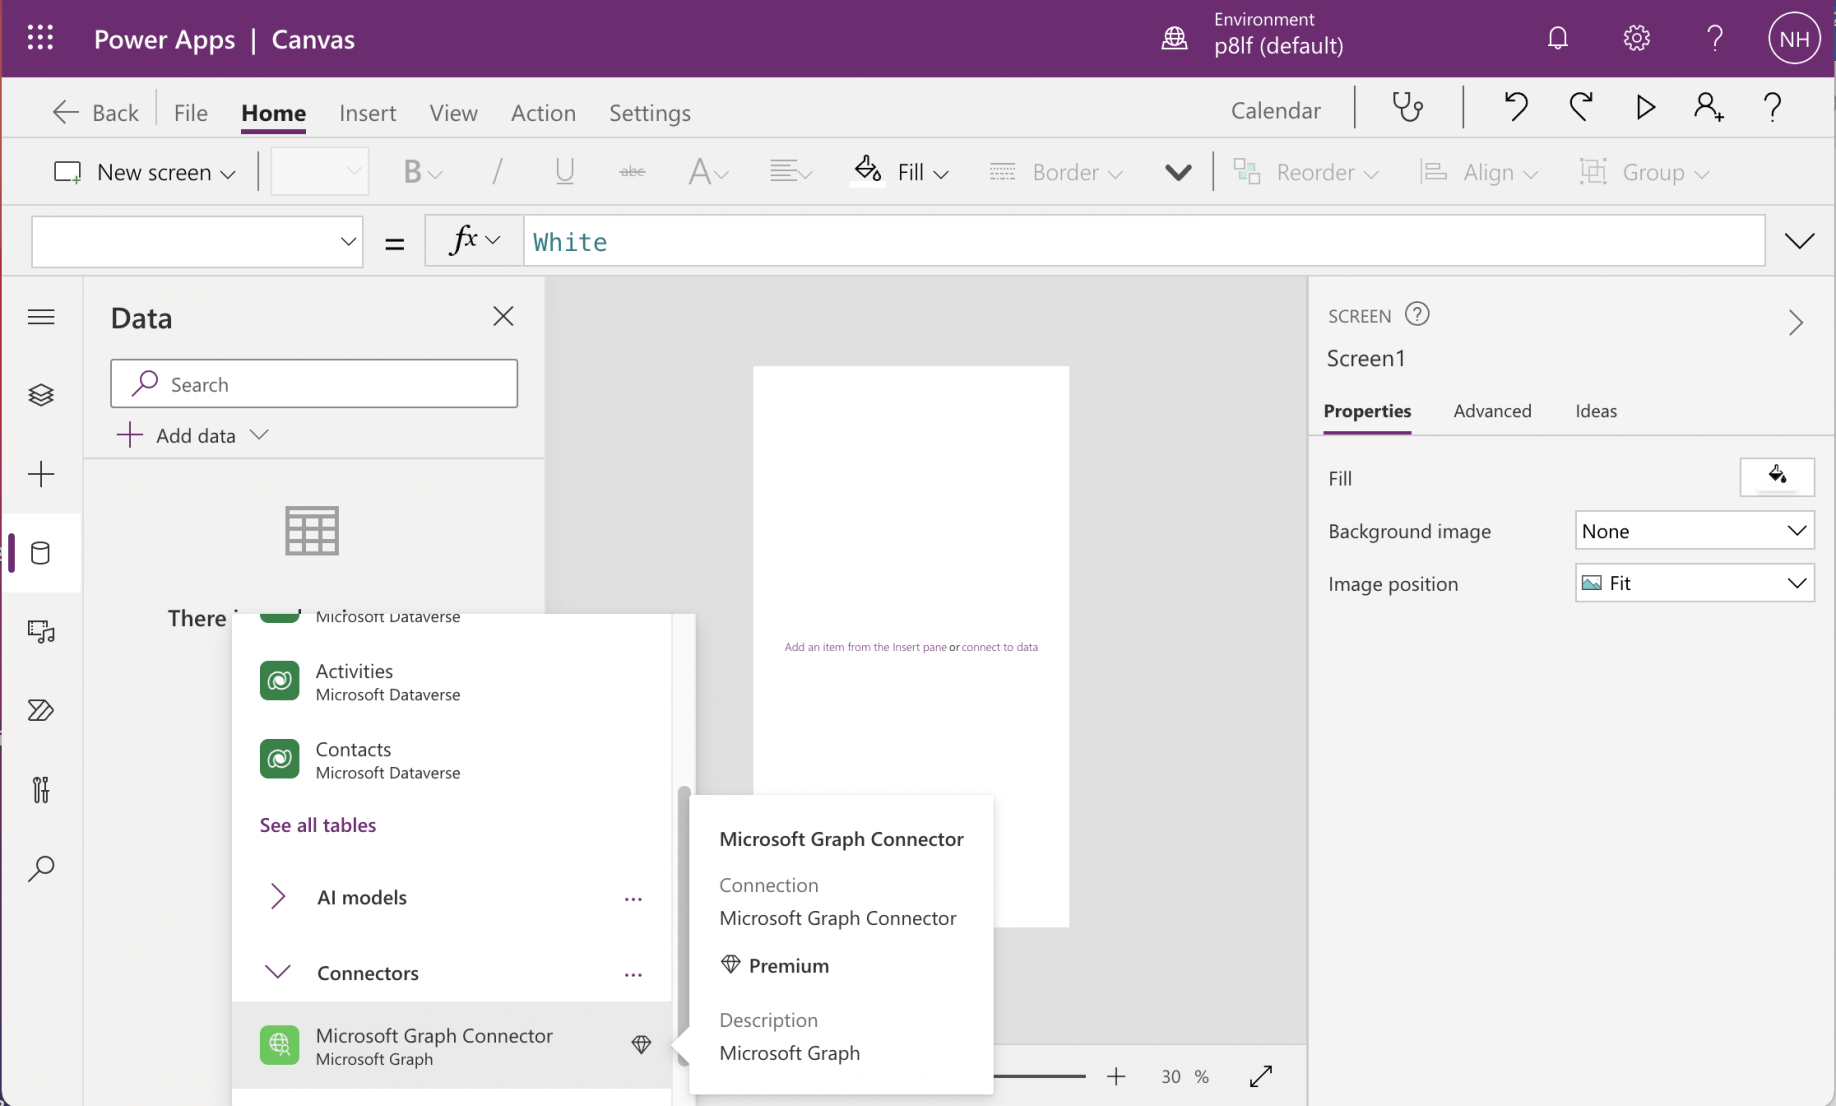 Power Apps | Canvas
Environment
p8lf (default)
?
NH
Back
File
Home
Insert
View
Action
Settings
Calendar
?
New screen
B
/
U
abc
A
Fill
Border
Reorder
Align
Group
=
fx
White
Data
Search
Add data
There
Microsoft Dataverse
Activities
Microsoft Dataverse
Contacts
Microsoft Dataverse
See all tables
AI models
...
Connectors
...
Microsoft Graph Connector
Microsoft Graph
Add an item from the Insert pane or connect to data
Microsoft Graph Connector
Connection
Microsoft Graph Connector
Premium
Description
Microsoft Graph
30 %
SCREEN ?
Screen1
Properties
Advanced
Ideas
Fill
Background image
None
Image position
Fit